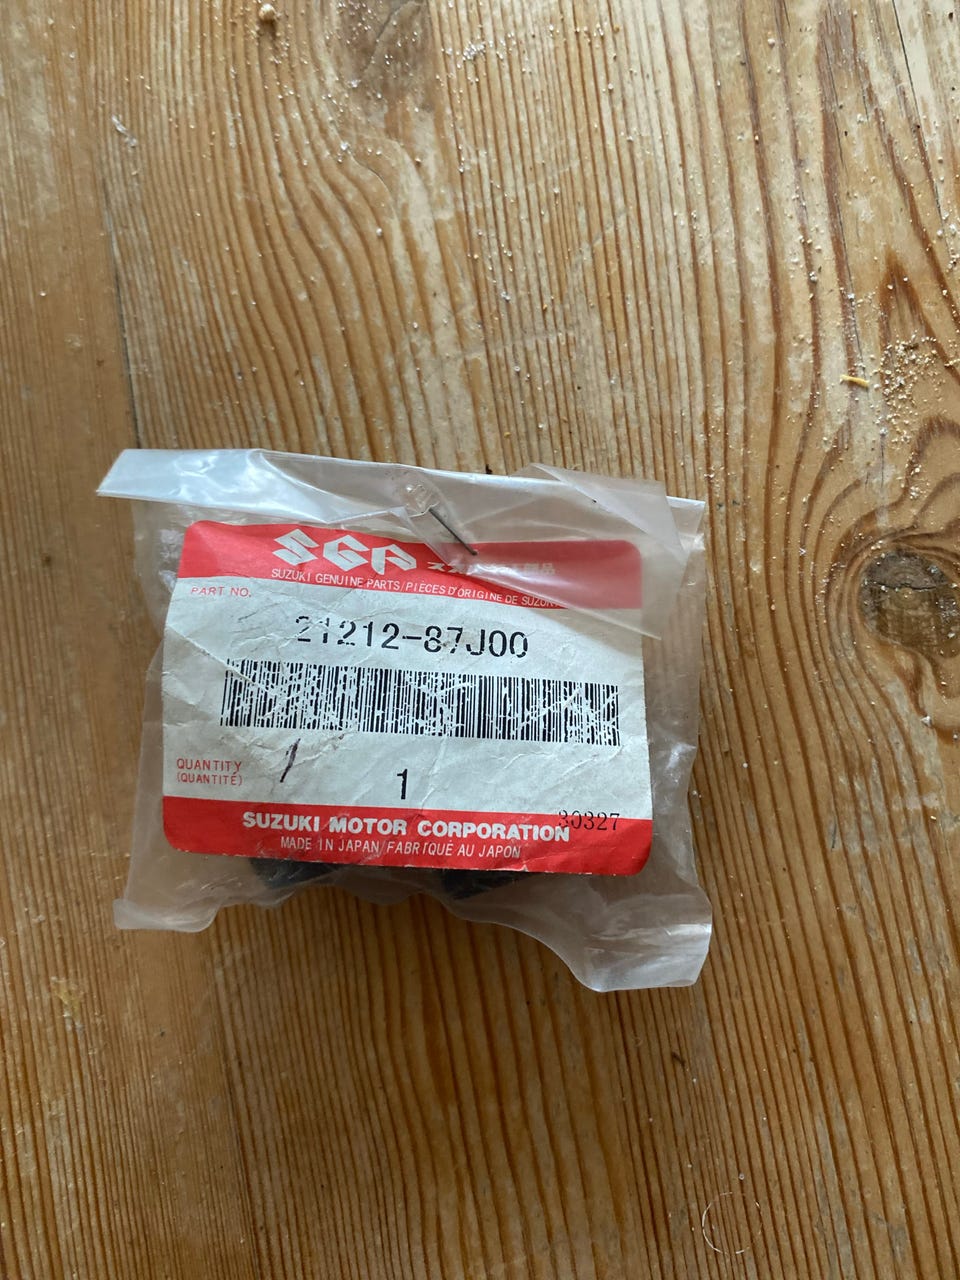 SGP
SUZUKI GENUINE PARTS/PIÈCES D'ORIGINE DE SUZUKI
PART NO.
21212-87J00
QUANTITY
(QUANTITÉ)
1
1
30327
SUZUKI MOTOR CORPORATION
MADE IN JAPAN/FABRIQUÉ AU JAPON